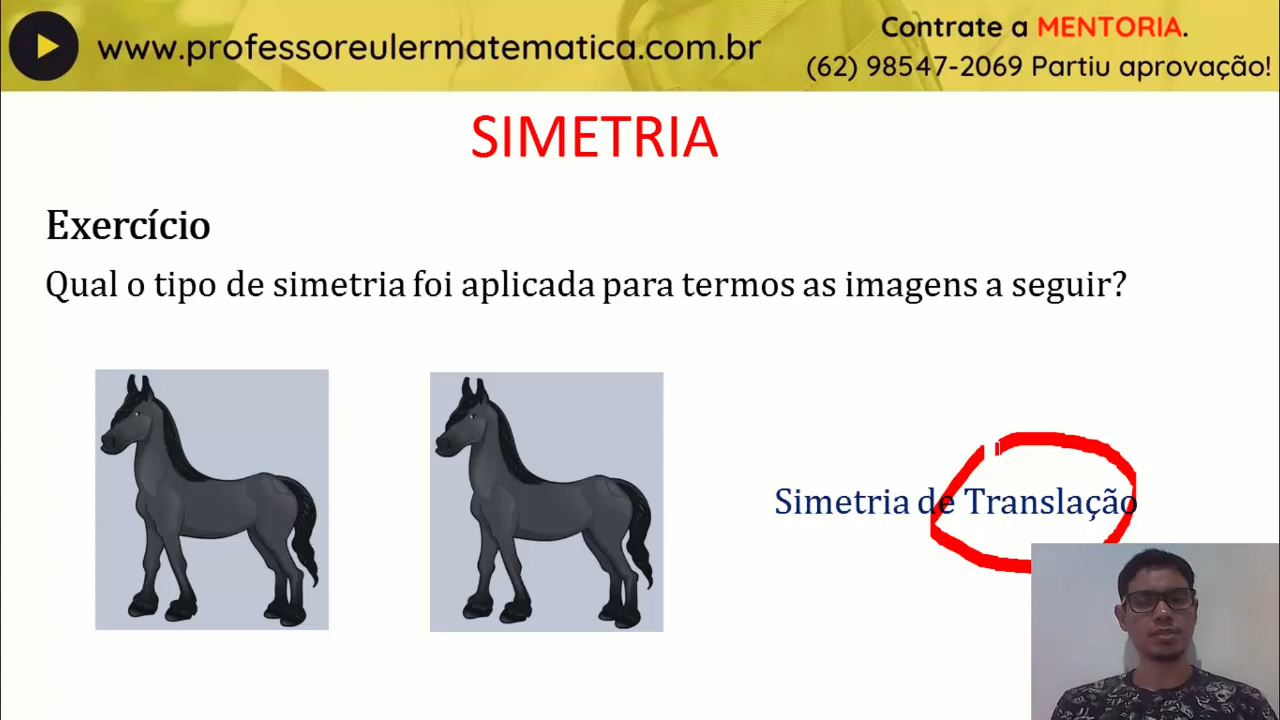 www.professoreulermatematica.com.br
Contrate a MENTORIA.
(62) 98547-2069 Partiu aprovação!
SIMETRIA
Exercício
Qual o tipo de simetria foi aplicada para termos as imagens a seguir?
Simetria de Translação